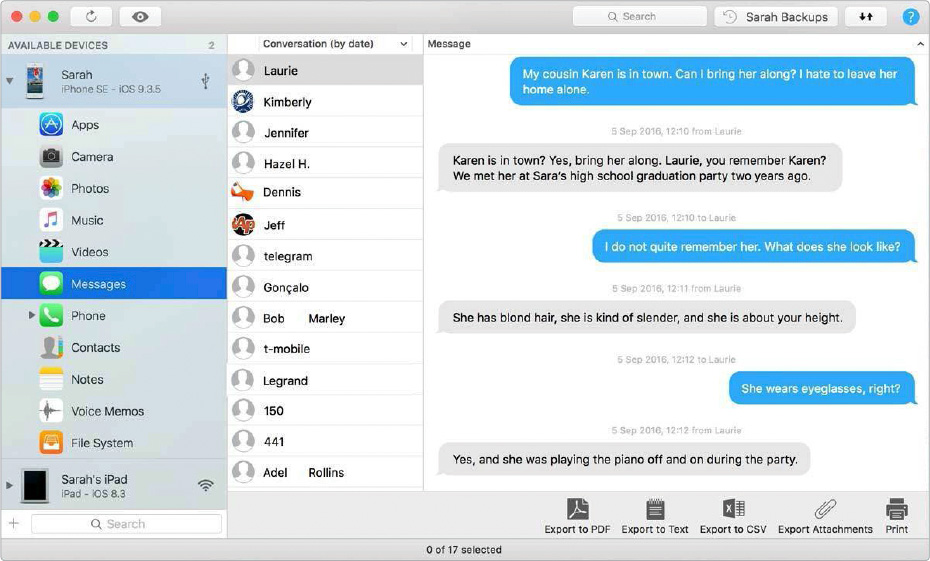 Search
Sarah Backups
?
AVAILABLE DEVICES 2
Conversation (by date)
Message
Sarah
iPhone SE - iOS 9.3.5
Apps
Camera
Photos
Music
Videos
Messages
Phone
Contacts
Notes
Voice Memos
File System
Sarah's iPad
iPad - iOS 8.3
Search
Laurie
Kimberly
Jennifer
Hazel H.
Dennis
Jeff
telegram
Gonçalo
Bob Marley
t-mobile
Legrand
150
441
Adel Rollins
My cousin Karen is in town. Can I bring her along? I hate to leave her
home alone.
5 Sep 2016, 12:10 from Laurie
Karen is in town? Yes, bring her along. Laurie, you remember Karen?
We met her at Sara's high school graduation party two years ago.
5 Sep 2016, 12:10 to Laurie
I do not quite remember her. What does she look like?
5 Sep 2016, 12:11 from Laurie
She has blond hair, she is kind of slender, and she is about your height.
5 Sep 2016, 12:12 to Laurie
She wears eyeglasses, right?
5 Sep 2016, 12:12 from Laurie
Yes, and she was playing the piano off and on during the party.
Export to PDF
Export to Text
Export to CSV
Export Attachments
Print
0 of 17 selected